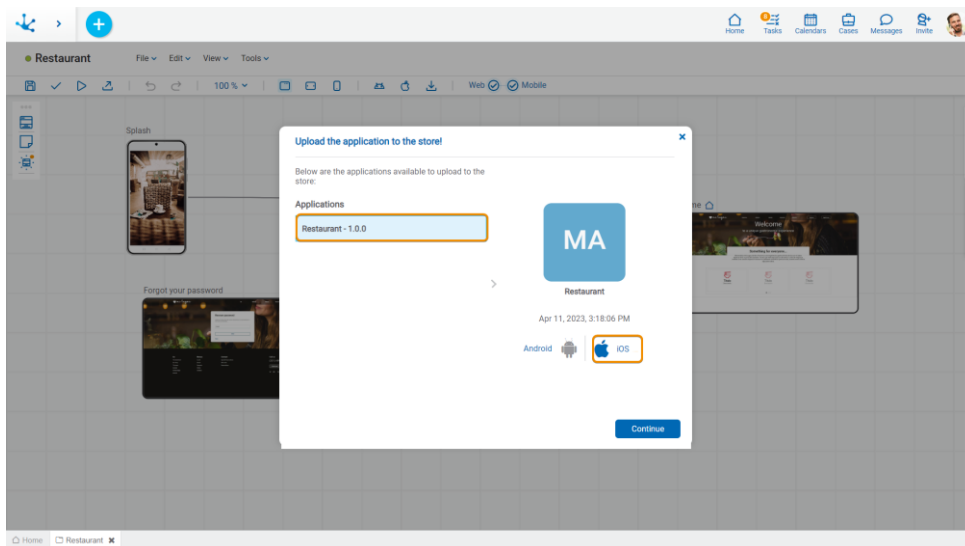 Home
6
Tasks
Calendars
Cases
Messages
Invite
Restaurant
File
Edit
View
Tools
100 %
Web
Mobile
Splash
Upload the application to the store!
Below are the applications available to upload to the
store:
Applications
Restaurant - 1.0.0
MA
Restaurant
Apr 11, 2023, 3:18:06 PM
Android
iOS
Continue
me
Welcome
Forgot your password
Home
Restaurant